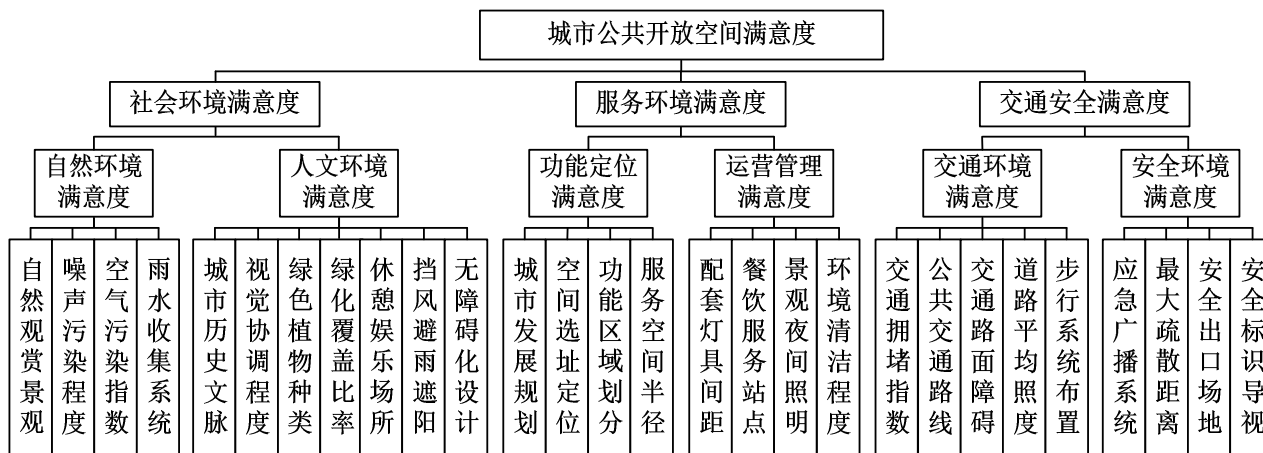 城市公共开放空间满意度
社会环境满意度
服务环境满意度
交通安全满意度
自然环境
满意度
人文环境
满意度
功能定位
满意度
运营管理
满意度
交通环境
满意度
安全环境
满意度
自然观赏景观
噪声污染程度
空气污染指数
雨水收集系统
城市历史文脉
视觉协调程度
绿色植物种类
绿化覆盖比率
休憩娱乐场所
挡风避雨遮阳
无障碍化设计
城市发展规划
空间选址定位
功能区域划分
服务空间半径
配套灯具间距
餐饮服务站点
景观夜间照明
环境清洁程度
交通拥堵指数
公共交通路线
交通路面障碍
道路平均照度
步行系统布置
应急广播系统
最大疏散距离
安全出口场地
安全标识导视